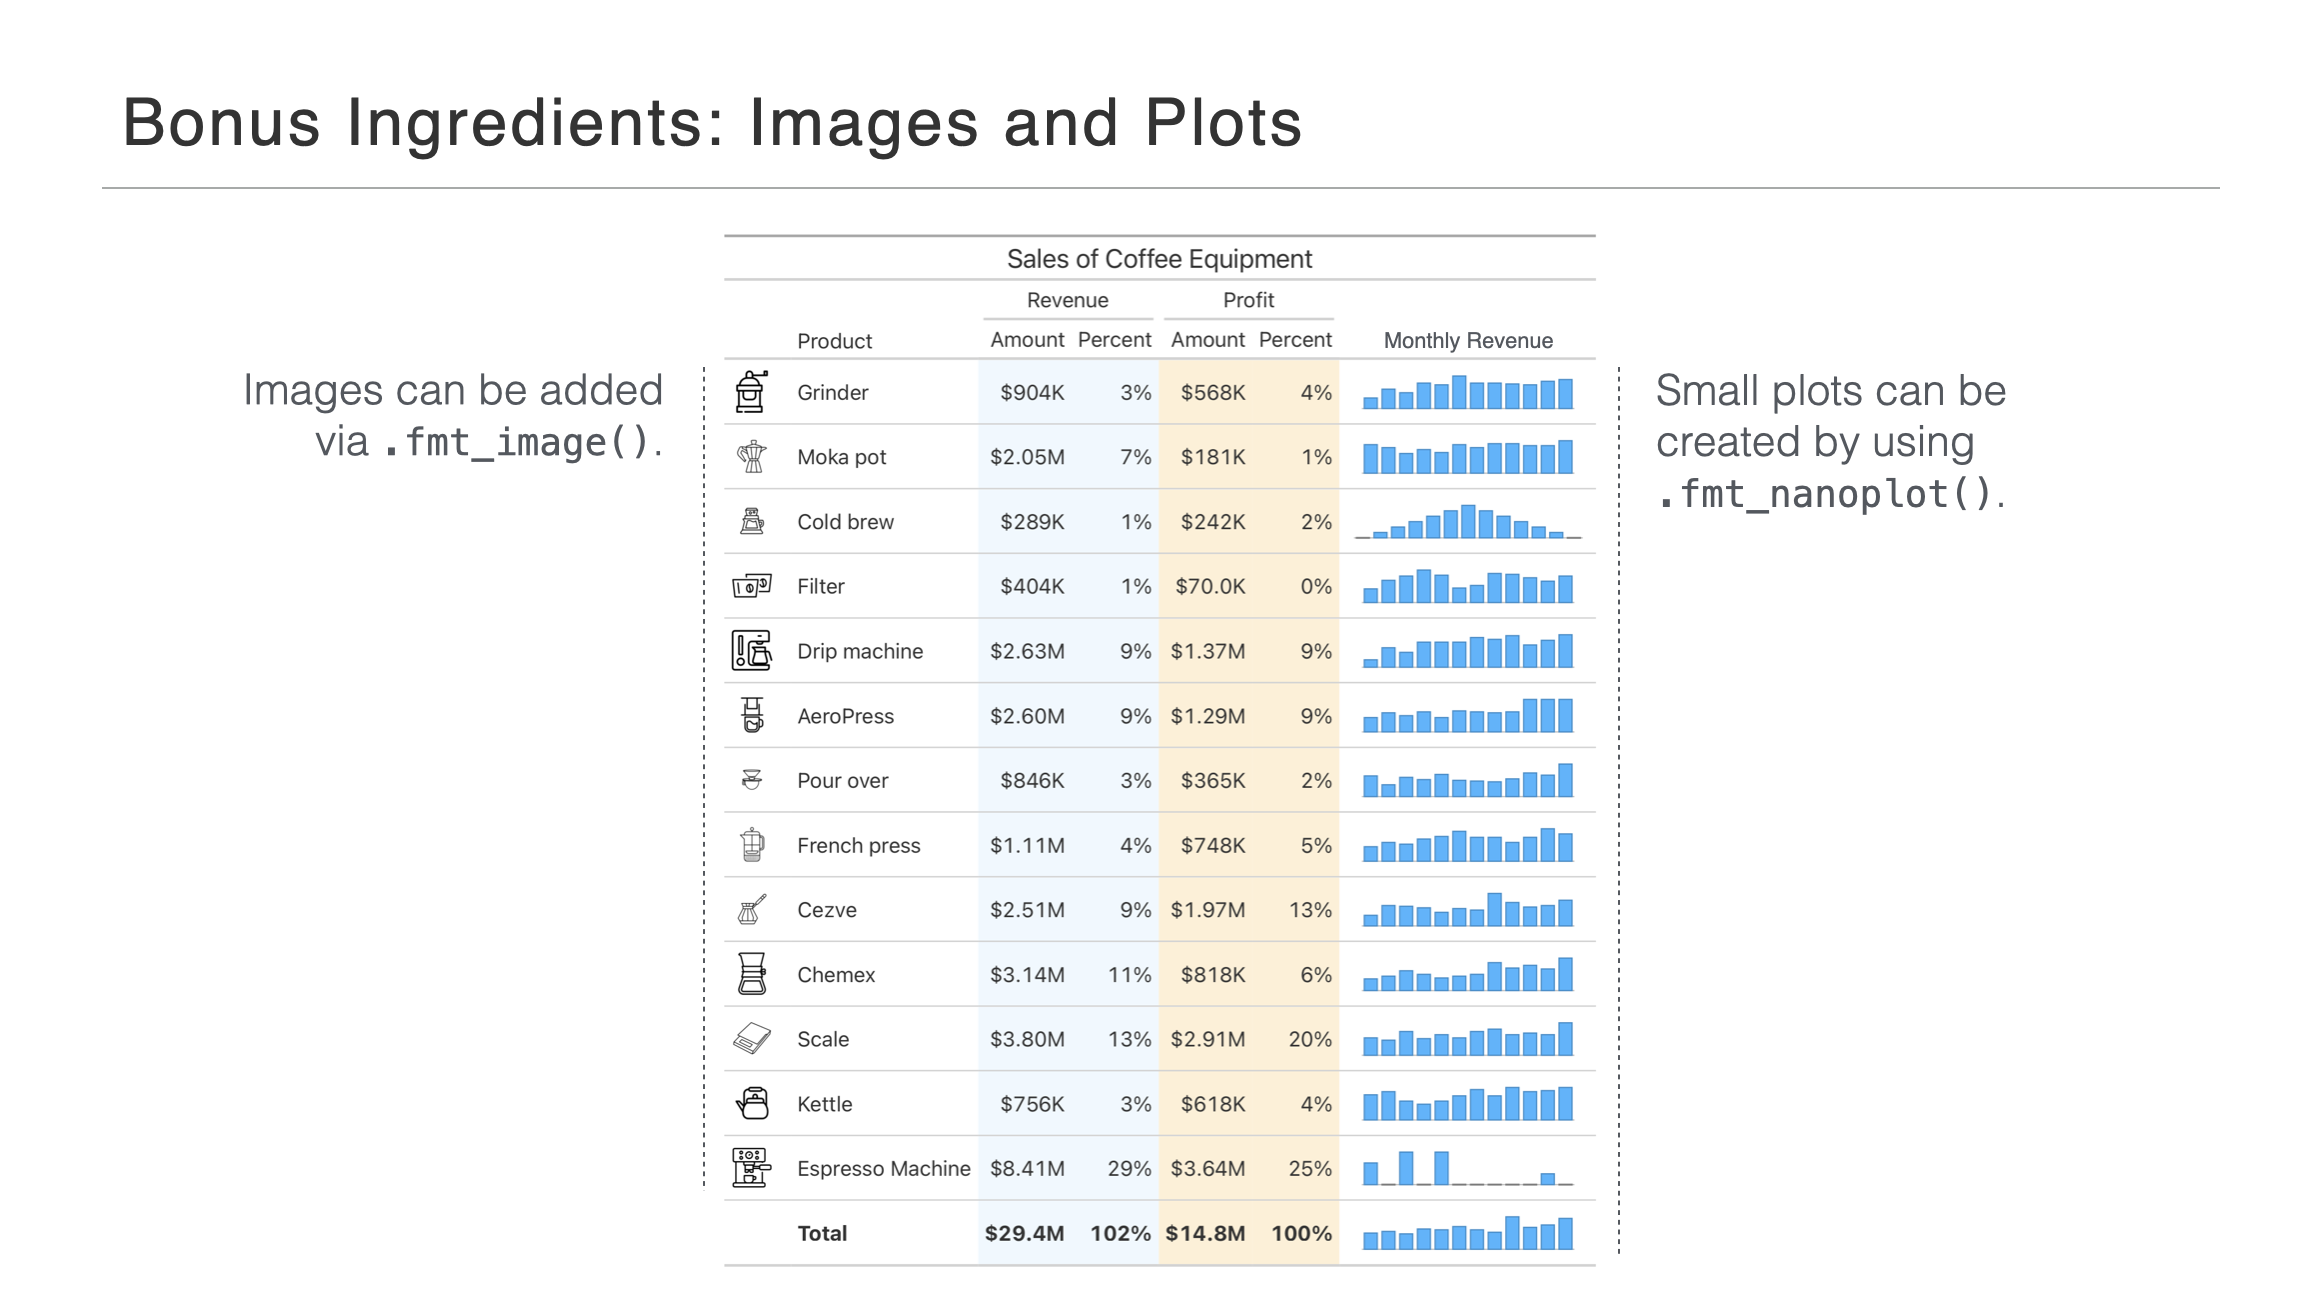 Bonus Ingredients: Images and Plots
Images can be added
via .fmt_image().
Sales of Coffee Equipment
Revenue Profit
Product Amount Percent Amount Percent Monthly Revenue
Grinder $904K 3% $568K 4%
Moka pot $2.05M 7% $181K 1%
Cold brew $289K 1% $242K 2%
Filter $404K 1% $70.0K 0%
Drip machine $2.63M 9% $1.37M 9%
AeroPress $2.60M 9% $1.29M 9%
Pour over $846K 3% $365K 2%
French press $1.11M 4% $748K 5%
Cezve $2.51M 9% $1.97M 13%
Chemex $3.14M 11% $818K 6%
Scale $3.80M 13% $2.91M 20%
Kettle $756K 3% $618K 4%
Espresso Machine $8.41M 29% $3.64M 25%
Total $29.4M 102% $14.8M 100%
Small plots can be
created by using
.fmt_nanoplot().